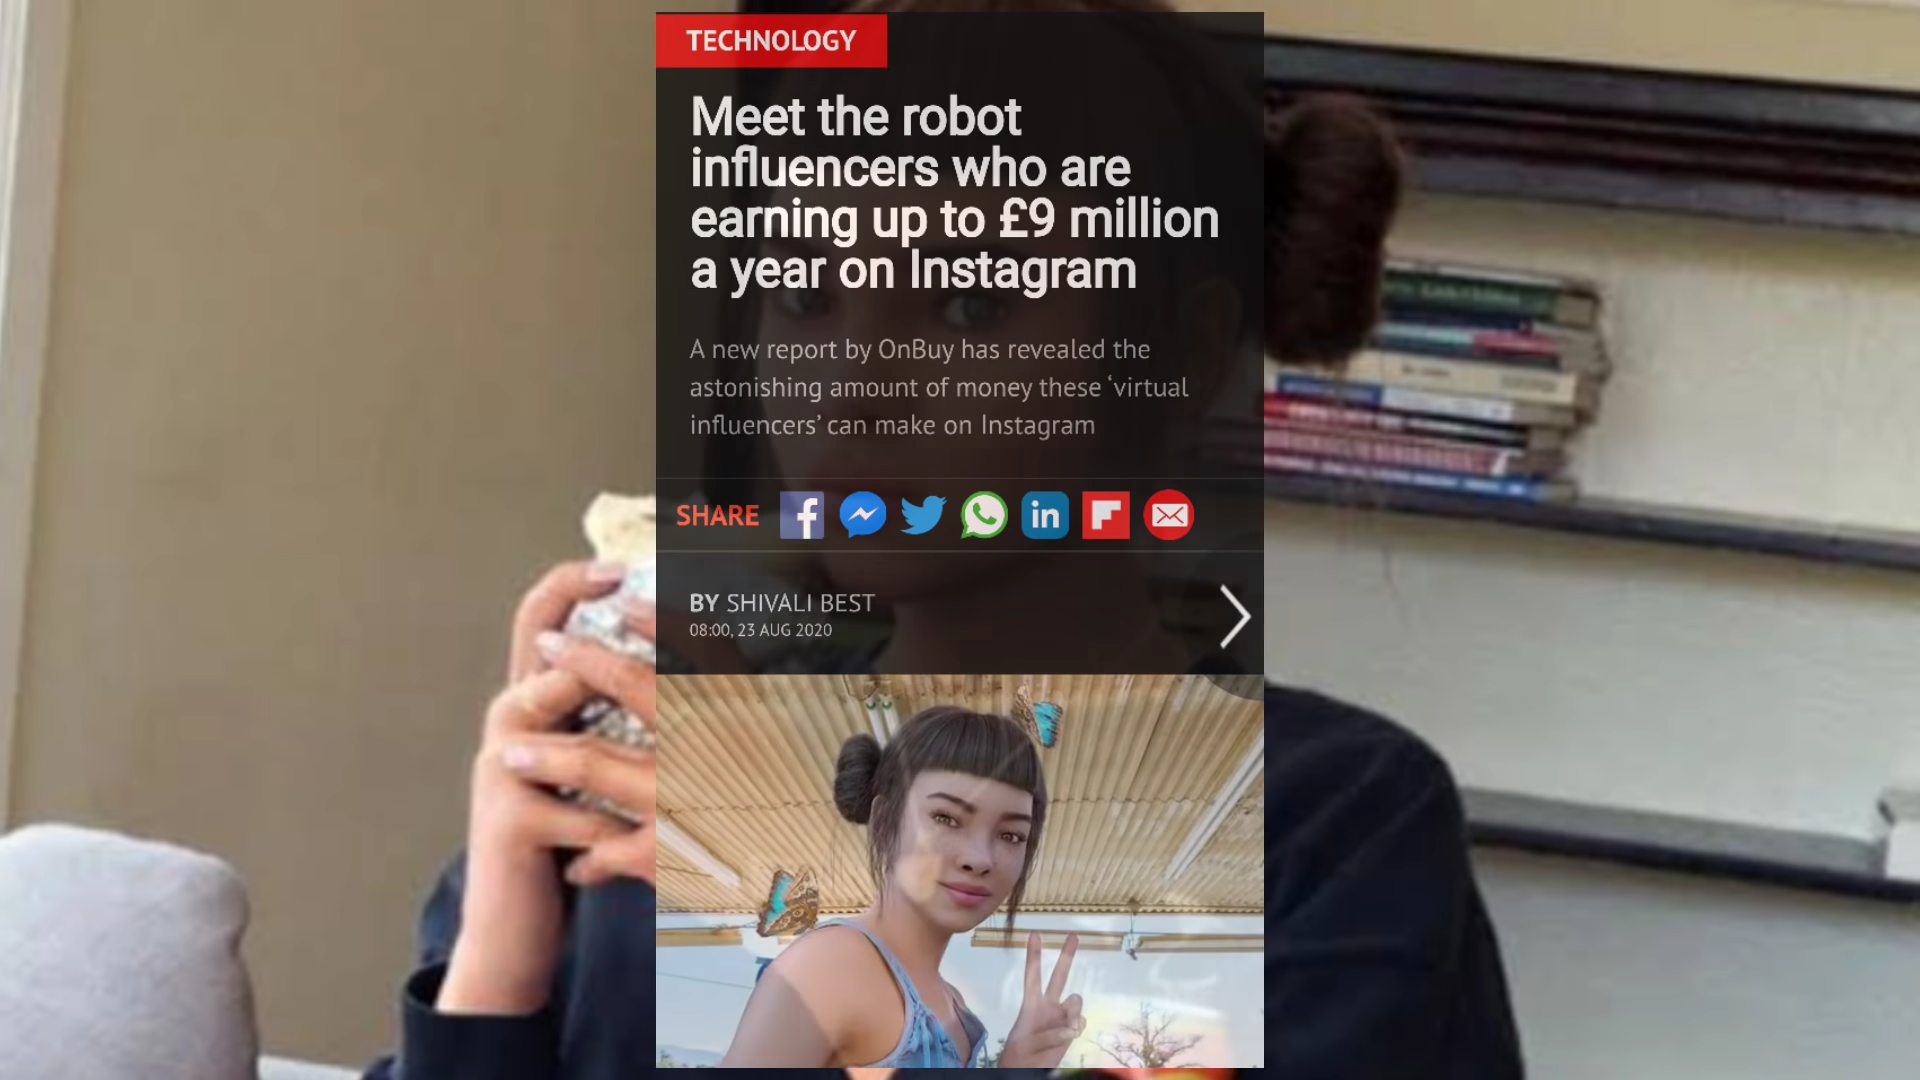 TECHNOLOGY
Meet the robot
influencers who are
earning up to £9 million
a year on Instagram
A new report by OnBuy has revealed the
astonishing amount of money these ‘virtual
influencers’ can make on Instagram
SHARE
BY SHIVALI BEST
08:00, 23 AUG 2020